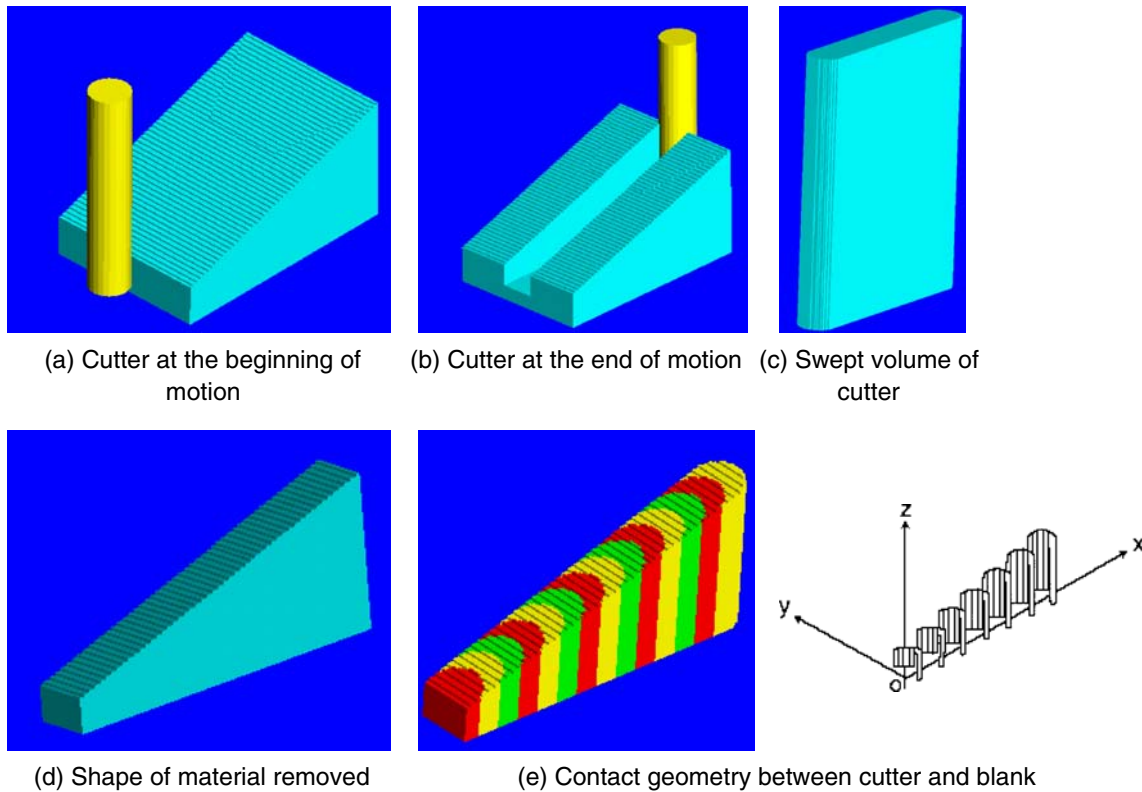 (a) Cutter at the beginning of
motion
(b) Cutter at the end of motion
(c) Swept volume of
cutter
z
x
y
o
(d) Shape of material removed
(e) Contact geometry between cutter and blank